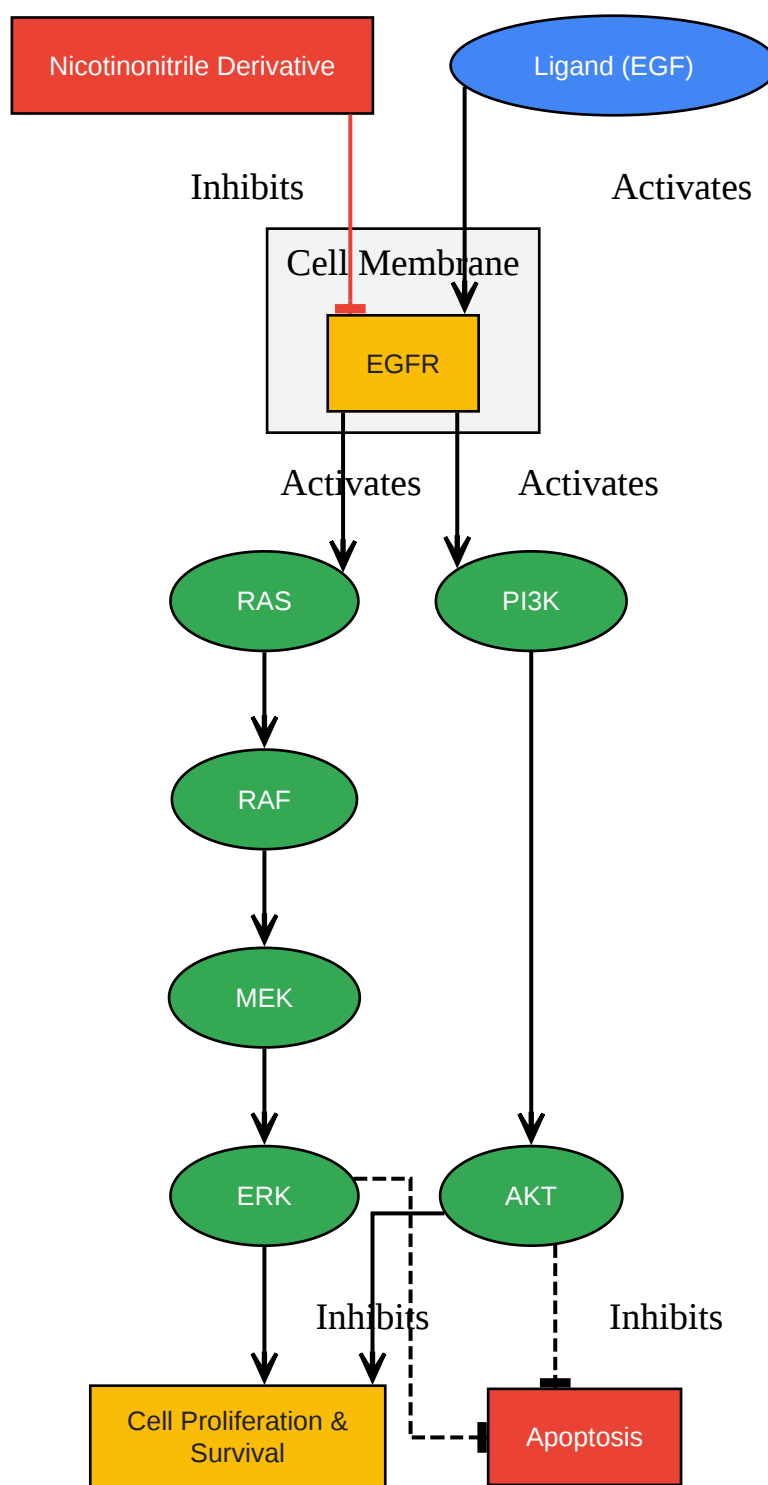 Nicotinonitrile Derivative
Ligand (EGF)
Inhibits
Activates
Cell Membrane
EGFR
Activates
Activates
RAS
PI3K
RAF
MEK
ERK
AKT
Inhibits
Inhibits
Cell Proliferation &
Survival
Apoptosis